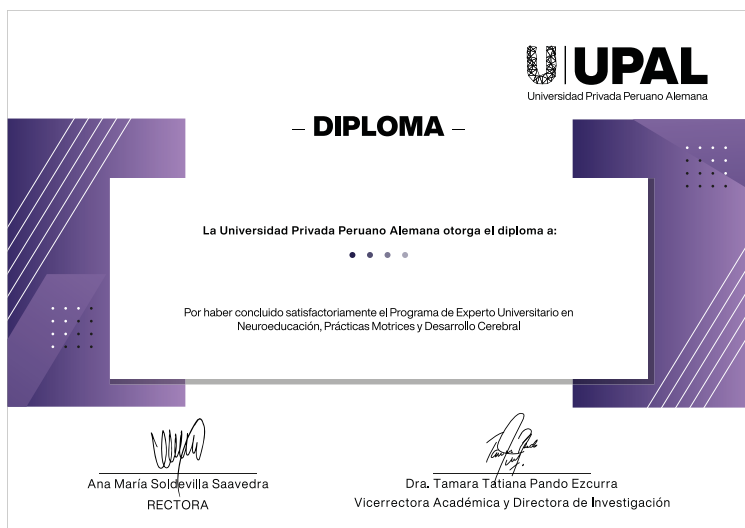 UPAL
Universidad Privada Peruano Alemana
– DIPLOMA –
La Universidad Privada Peruano Alemana otorga el diploma a:
Por haber concluido satisfactoriamente el Programa de Experto Universitario en
Neuroeducación, Prácticas Motrices y Desarrollo Cerebral
Ana María Soldevilla Saavedra
RECTORA
Dra. Tamara Tatiana Pando Ezcurra
Vicerrectora Académica y Directora de Investigación